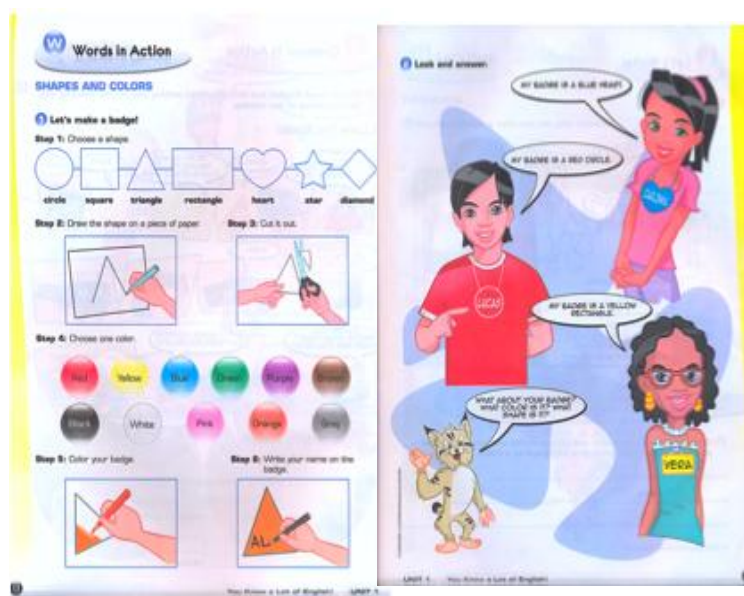 W Words in Action
SHAPES AND COLORS
Let's make a badge!
Step 1: Choose a shape.
circle square triangle rectangle heart star diamond
Step 2: Draw the shape on a piece of paper.
Step 3: Cut it out.
Step 4: Choose one color.
Red Yellow Blue Green Purple Brown
Black White Pink Orange Grey
Step 5: Color your badge.
Step 6: Write your name on the
badge.
AL
You Know a Lot of English! UNIT 1
Look and answer.
MY BADGE IS A BLUE HEART.
MY BADGE IS A RED CIRCLE.
LUCAS
MY BADGE IS A YELLOW
RECTANGLE.
WHAT ABOUT YOUR BADGE?
WHAT COLOR IS IT? WHAT
SHAPE IS IT?
VERA
UNIT 1 You Know a Lot of English!